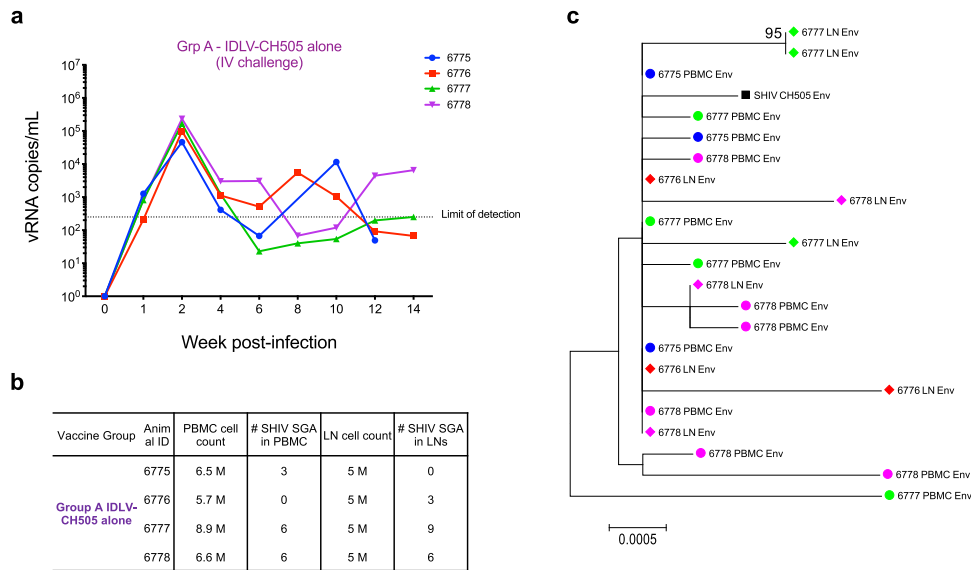 a
Grp A - IDLV-CH505 alone
(IV challenge)
6775
6776
6777
6778
10⁷
10⁶
10⁵
10⁴
10³
10²
10¹
10⁰
vRNA copies/mL
Limit of detection
0 1 2 4 6 8 10 12 14
Week post-infection
b
Vaccine Group Anim al ID PBMC cell count # SHIV SGA in PBMC LN cell count # SHIV SGA in LNs
Group A IDLV-CH505 alone
6775 6.5 M 3 5 M 0
6776 5.7 M 0 5 M 3
6777 8.9 M 6 5 M 9
6778 6.6 M 6 5 M 6
c
95
6777 LN Env
6777 LN Env
6775 PBMC Env
SHIV CH505 Env
6777 PBMC Env
6775 PBMC Env
6778 PBMC Env
6776 LN Env
6778 LN Env
6777 PBMC Env
6777 LN Env
6777 PBMC Env
6778 LN Env
6778 PBMC Env
6778 PBMC Env
6775 PBMC Env
6776 LN Env
6776 LN Env
6778 PBMC Env
6778 LN Env
6778 PBMC Env
6778 PBMC Env
6777 PBMC Env
0.0005